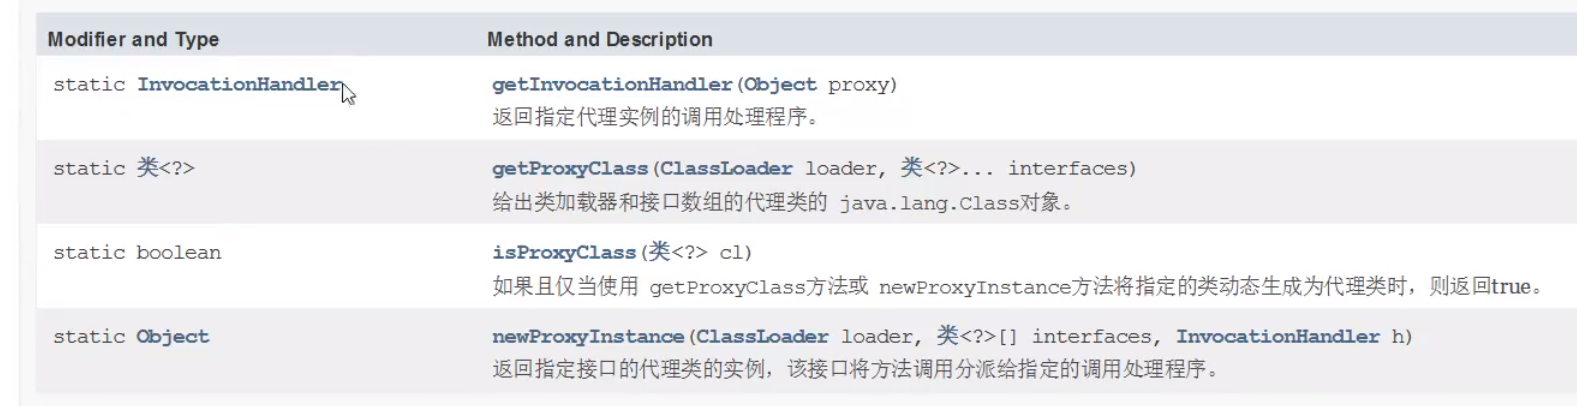 Modifier and Type Method and Description
static InvocationHandler getInvocationHandler(Object proxy)
返回指定代理实例的调用处理程序。
static 类<?> getProxyClass(ClassLoader loader, 类<?>... interfaces)
给出类加载器和接口数组的代理类的 java.lang.Class对象。
static boolean isProxyClass(类<?> cl)
如果且仅当使用 getProxyClass方法或 newProxyInstance方法将指定的类动态生成为代理类时，则返回true。
static Object newProxyInstance(ClassLoader loader, 类<?>[] interfaces, InvocationHandler h)
返回指定接口的代理类的实例，该接口将方法调用分派给指定的调用处理程序。